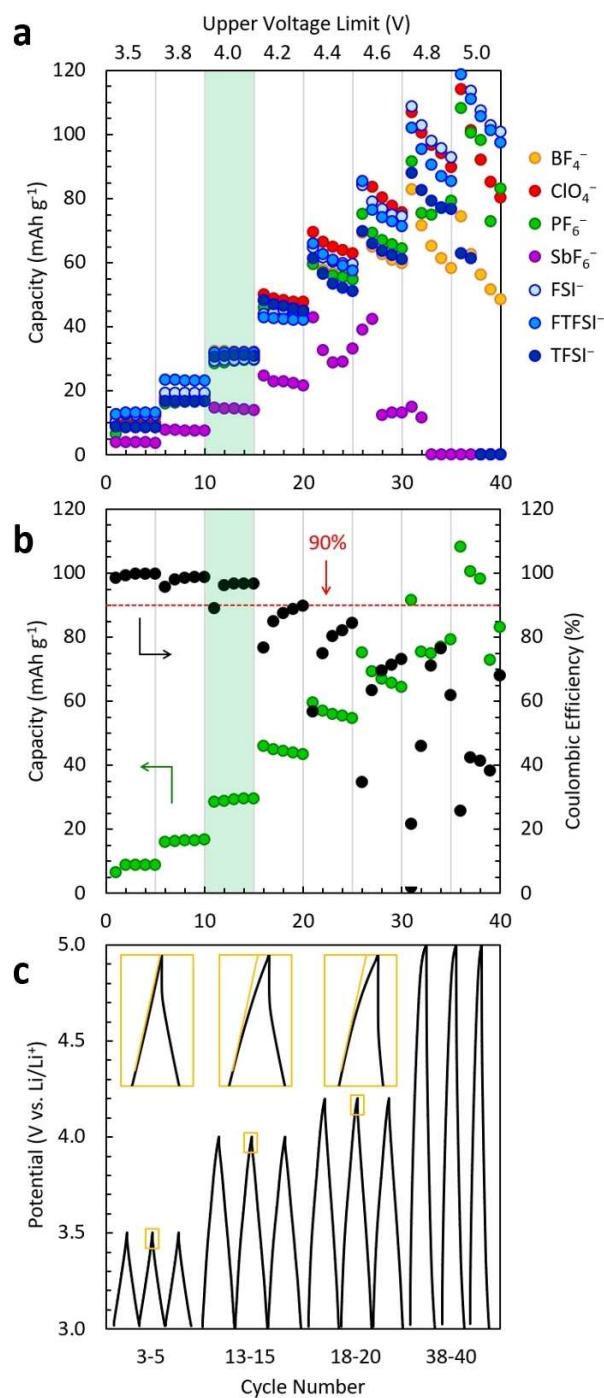 a
Upper Voltage Limit (V)
3.5 3.8 4.0 4.2 4.4 4.6 4.8 5.0
120
100
80
60
40
20
0
Capacity (mAh g⁻¹)
0 10 20 30 40
BF₄⁻
ClO₄⁻
PF₆⁻
SbF₆⁻
FSI⁻
FTFSI⁻
TFSI⁻
b
120
100
80
60
40
20
0
Capacity (mAh g⁻¹)
90%
120
100
80
60
40
20
0
Coulombic Efficiency (%)
0 10 20 30 40
c
5.0
4.5
4.0
3.5
3.0
Potential (V vs. Li/Li⁺)
3-5 13-15 18-20 38-40
Cycle Number